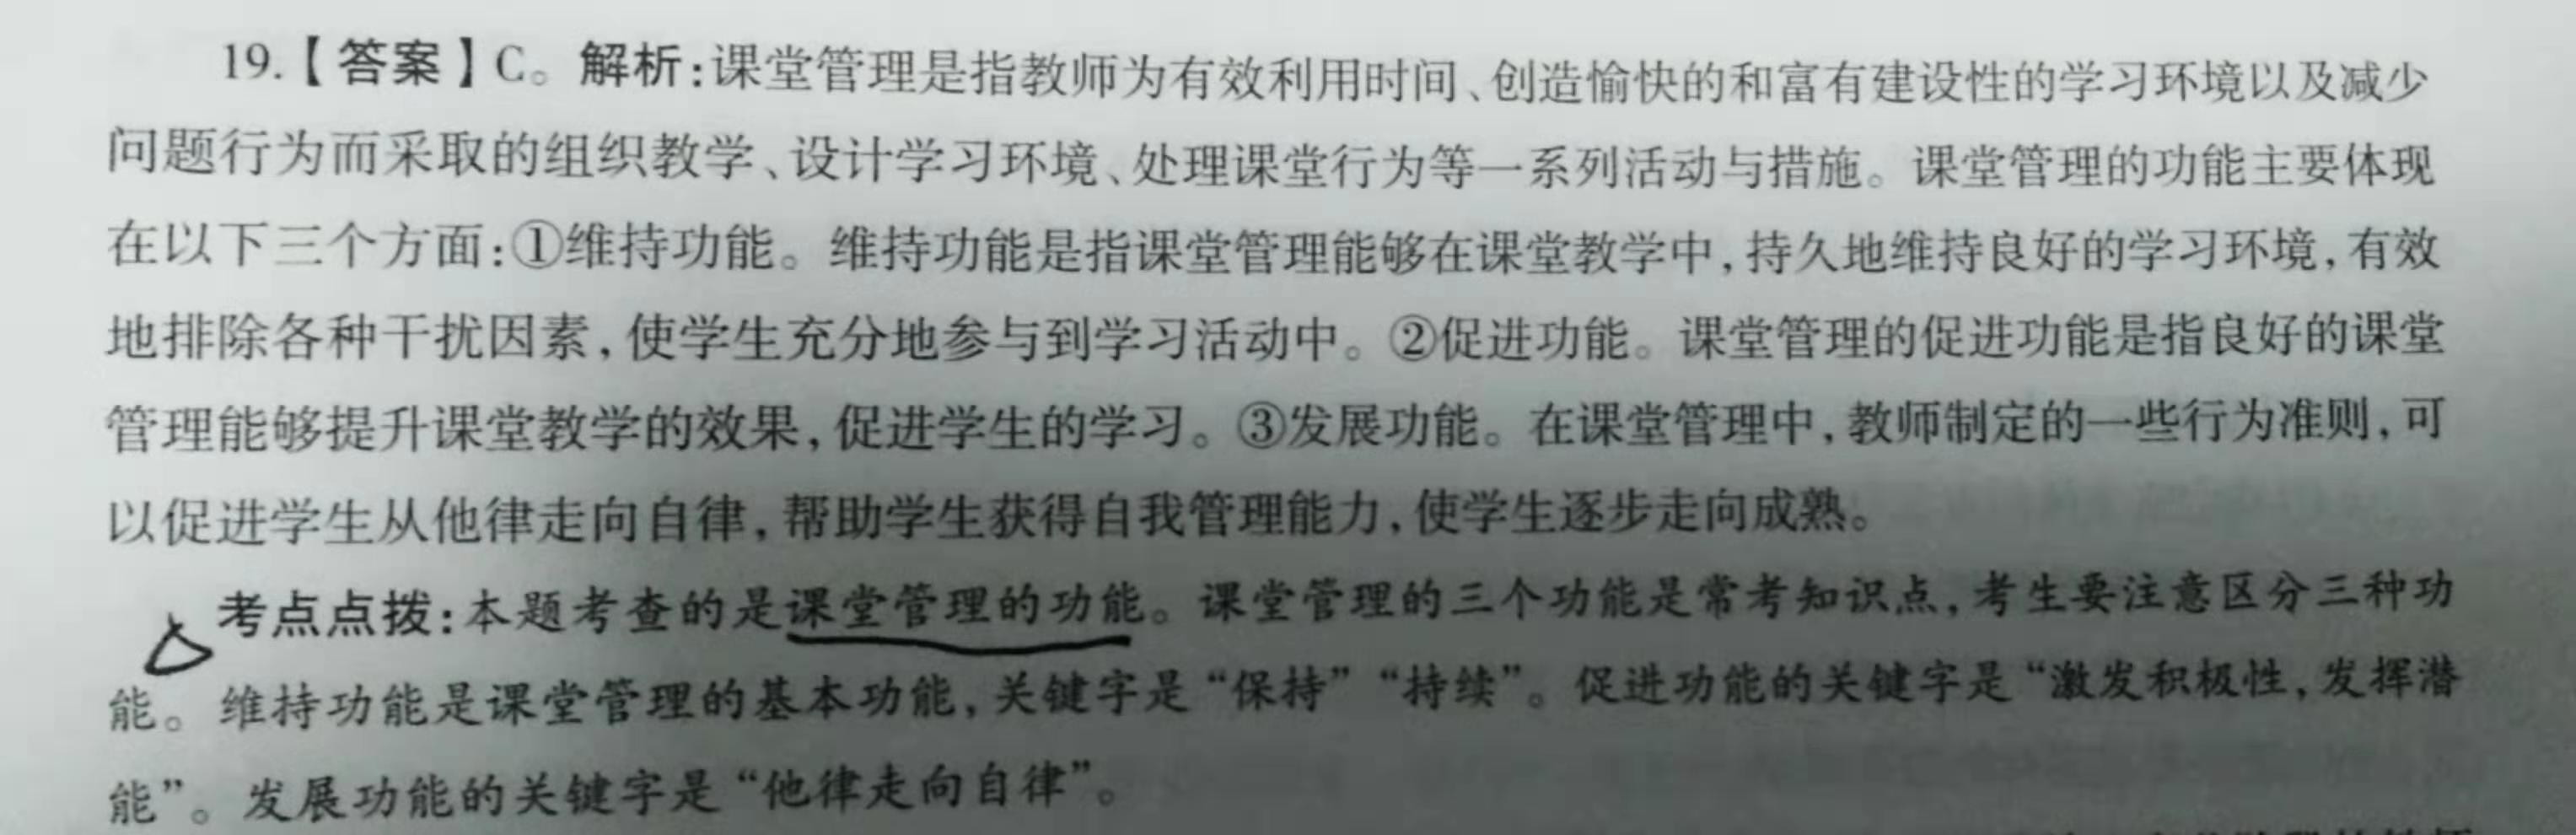 19.【答案】C。解析:课堂管理是指教师为有效利用时间、创造愉快的和富有建设性的学习环境以及减少
问题行为而采取的组织教学、设计学习环境、处理课堂行为等一系列活动与措施。课堂管理的功能主要体现
在以下三个方面:①维持功能。维持功能是指课堂管理能够在课堂教学中,持久地维持良好的学习环境,有效
地排除各种干扰因素,使学生充分地参与到学习活动中。②促进功能。课堂管理的促进功能是指良好的课堂
管理能够提升课堂教学的效果,促进学生的学习。③发展功能。在课堂管理中,教师制定的一些行为准则,可
以促进学生从他律走向自律,帮助学生获得自我管理能力,使学生逐步走向成熟。
考点点拨:本题考查的是课堂管理的功能。课堂管理的三个功能是常考知识点,考生要注意区分三种功
能。维持功能是课堂管理的基本功能,关键字是“保持”“持续”。促进功能的关键字是“激发积极性,发挥潜
能”。发展功能的关键字是“他律走向自律”。